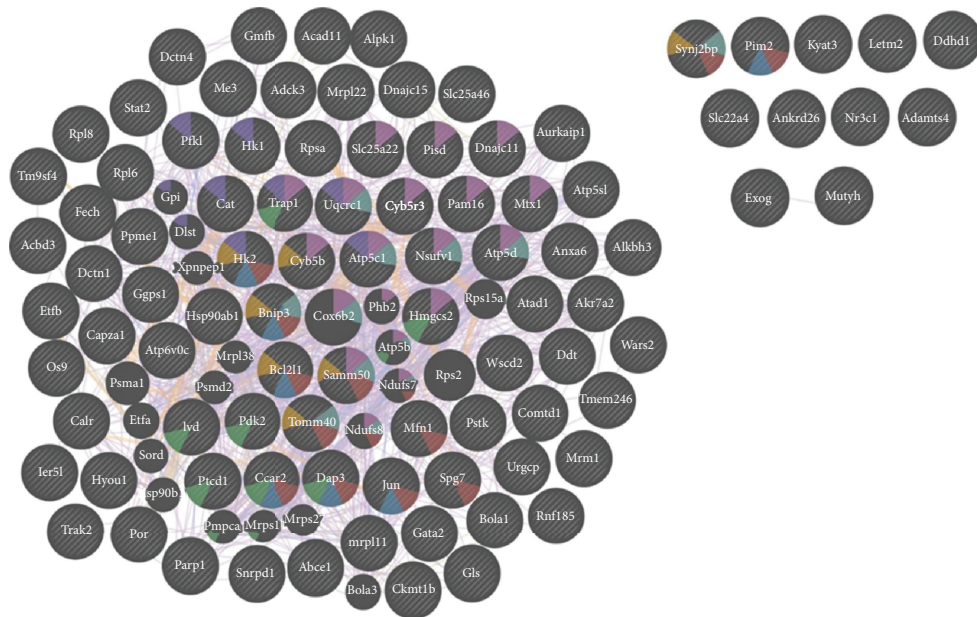 Gmfb
Acad11
Alpk1
Dctn4
Me3
Adck3
Mrpl22
Dnajc15
Slc25a46
Stat2
Rpl8
Pfkl
Hk1
Rpsa
Slc25a22
Pisd
Dnajc11
Aurkaip1
Tm9sf4
Rpl6
Gpi
Cat
Trap1
Uqcrc1
Cyb5r3
Pam16
Mtx1
Atp5sl
Fech
Ppme1
Dlst
Acbd3
Dctn1
Xpnpep1
Hk2
Cyb5b
Atp5c1
Nsufv1
Atp5d
Anxa6
Alkbh3
Etfb
Ggps1
Hsp90ab1
Bnip3
Cox6b2
Phb2
Hmgcs2
Rps15a
Atad1
Akr7a2
Capza1
Atp6v0c
Mrpl38
Atp5b
Wars2
Os9
Psma1
Psmd2
Bcl2l1
Samm50
Ndufs7
Rps2
Wscd2
Ddt
Tmem246
Calr
Etfa
lvd
Pdk2
Tomm40
Ndufs8
Mfn1
Pstk
Comtd1
Ier5l
Hyou1
Sord
Hsp90b
Ptcd1
Ccar2
Dap3
Jun
Spg7
Urgcp
Mrm1
Trak2
Por
Pmpca
Mrps1
Mrps27
mrpl11
Gata2
Bola1
Rnf185
Parp1
Snrpd1
Abce1
Bola3
Ckmt1b
Gls
Synj2bp
Pim2
Kyat3
Letm2
Ddhd1
Slc22a4
Ankrd26
Nr3c1
Adamts4
Exog
Mutyh